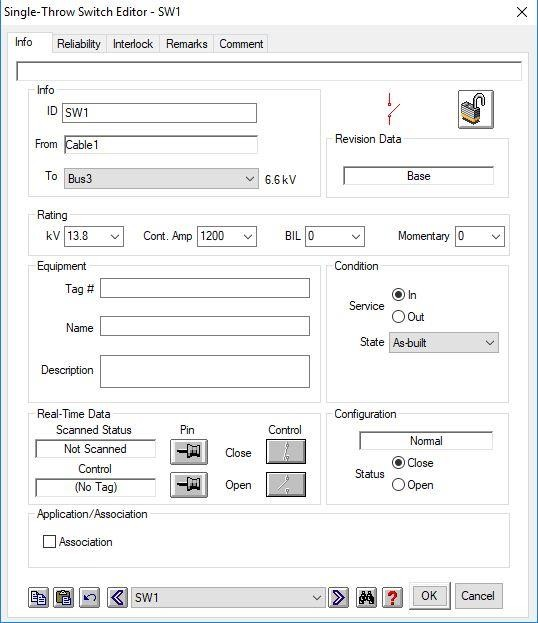 Single-Throw Switch Editor - SW1
Info Reliability Interlock Remarks Comment
Info
ID SW1
From Cable1
To Bus3 6.6 kV
Revision Data
Base
Rating
kV 13.8 Cont. Amp 1200 BIL 0 Momentary 0
Equipment
Tag #
Name
Description
Condition
Service In
Out
State As-built
Real-Time Data
Scanned Status Pin Control
Not Scanned Close
Control
(No Tag) Open
Configuration
Normal
Status Close
Open
Application/Association
Association
SW1 ? OK Cancel